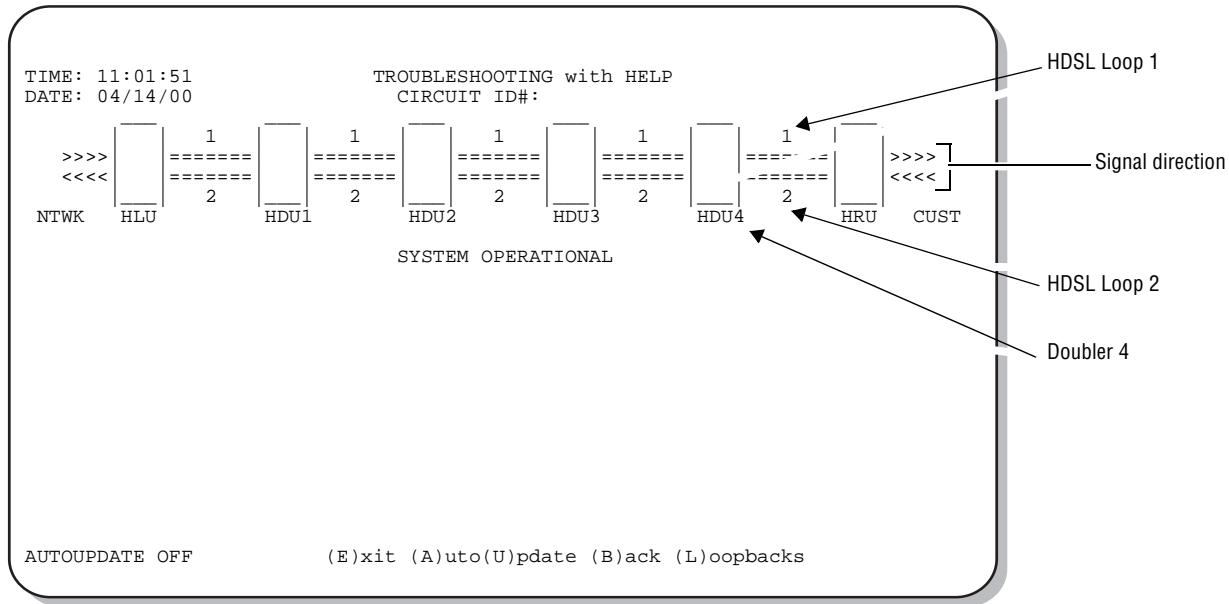 TIME: 11:01:51 TROUBLESHOOTING with HELP
DATE: 04/14/00 CIRCUIT ID#:
HDSL Loop 1
1 1 1 1 1
>>>> ======= ======= ======= ======= ======= >>>>
Signal direction
<<<< ======= ======= ======= ======= ======= <<<<
2 2 2 2 2
NTWK HLU HDU1 HDU2 HDU3 HDU4 HRU CUST
SYSTEM OPERATIONAL
HDSL Loop 2
Doubler 4
AUTOUPDATE OFF (E)xit (A)uto(U)pdate (B)ack (L)oopbacks